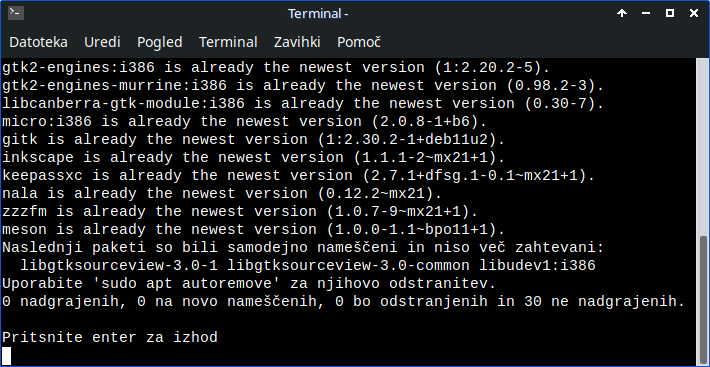 Terminal -
Datoteka Uredi Pogled Terminal Zavihki Pomoč
gtk2-engines:i386 is already the newest version (1:2.20.2-5).
gtk2-engines-murrine:i386 is already the newest version (0.98.2-3).
libcanberra-gtk-module:i386 is already the newest version (0.30-7).
micro:i386 is already the newest version (2.0.8-1+b6).
gitk is already the newest version (1:2.30.2-1+deb11u2).
inkscape is already the newest version (1.1.1-2~mx21+1).
keepassxc is already the newest version (2.7.1+dfsg.1-0.1~mx21+1).
nala is already the newest version (0.12.2~mx21).
zzzfm is already the newest version (1.0.7-9~mx21+1).
meson is already the newest version (1.0.0-1.1~bpo11+1).
Naslednji paketi so bili samodejno nameščeni in niso več zahtevani:
  libgtksourceview-3.0-1 libgtksourceview-3.0-common libudev1:i386
Uporabite 'sudo apt autoremove' za njihovo odstranitev.
0 nadgrajenih, 0 na novo nameščenih, 0 bo odstranjenih in 30 ne nadgrajenih.
Pritsnite enter za izhod